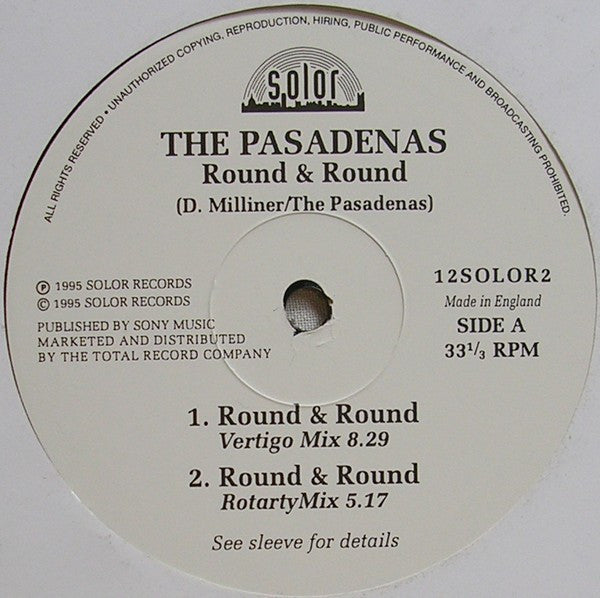 ALL RIGHTS RESERVED • UNAUTHORIZED COPYING, REPRODUCTION, HIRING, PUBLIC PERFORMANCE AND BROADCASTING PROHIBITED.
solor
THE PASADENAS
Round & Round
(D. Milliner/The Pasadenas)
℗ 1995 SOLOR RECORDS
© 1995 SOLOR RECORDS
PUBLISHED BY SONY MUSIC
MARKETED AND DISTRIBUTED
BY THE TOTAL RECORD COMPANY
12SOLOR2
Made in England
SIDE A
33¹/₃ RPM
1. Round & Round
Vertigo Mix 8.29
2. Round & Round
RotartyMix 5.17
See sleeve for details